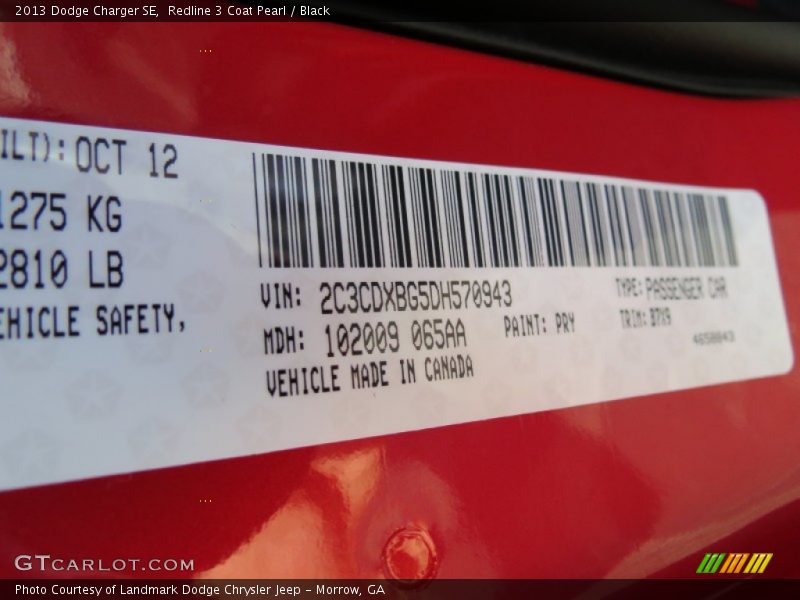 2013 Dodge Charger SE, Redline 3 Coat Pearl / Black
ILT): OCT 12
1275 KG
2810 LB
EHICLE SAFETY,
VIN: 2C3CDXBG5DH570943
TYPE: PASSENGER CAR
MDH: 102009 065AA
PAINT: PRY
TRIM: B7X9
VEHICLE MADE IN CANADA
GTCARLOT.COM
Photo Courtesy of Landmark Dodge Chrysler Jeep - Morrow, GA